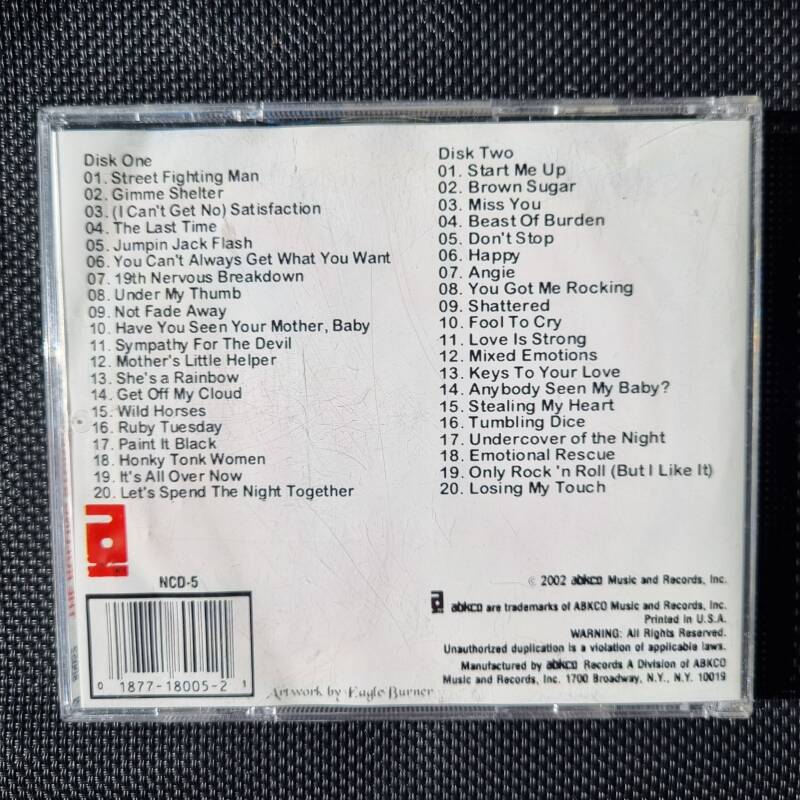 Disk One
01. Street Fighting Man
02. Gimme Shelter
03. (I Can't Get No) Satisfaction
04. The Last Time
05. Jumpin Jack Flash
06. You Can't Always Get What You Want
07. 19th Nervous Breakdown
08. Under My Thumb
09. Not Fade Away
10. Have You Seen Your Mother, Baby
11. Sympathy For The Devil
12. Mother's Little Helper
13. She's a Rainbow
14. Get Off My Cloud
15. Wild Horses
16. Ruby Tuesday
17. Paint It Black
18. Honky Tonk Women
19. It's All Over Now
20. Let's Spend The Night Together
Disk Two
01. Start Me Up
02. Brown Sugar
03. Miss You
04. Beast Of Burden
05. Don't Stop
06. Happy
07. Angie
08. You Got Me Rocking
09. Shattered
10. Fool To Cry
11. Love Is Strong
12. Mixed Emotions
13. Keys To Your Love
14. Anybody Seen My Baby?
15. Stealing My Heart
16. Tumbling Dice
17. Undercover of the Night
18. Emotional Rescue
19. Only Rock 'n Roll (But I Like It)
20. Losing My Touch
NCD-5
0 1877-18005-2 1
Artwork by Eagle Burner
© 2002 abkco Music and Records, Inc.
abkco are trademarks of ABKCO Music and Records, Inc.
Printed in U.S.A.
WARNING: All Rights Reserved.
Unauthorized duplication is a violation of applicable laws.
Manufactured by abkco Records A Division of ABKCO
Music and Records, Inc. 1700 Broadway, N.Y., N.Y. 10019